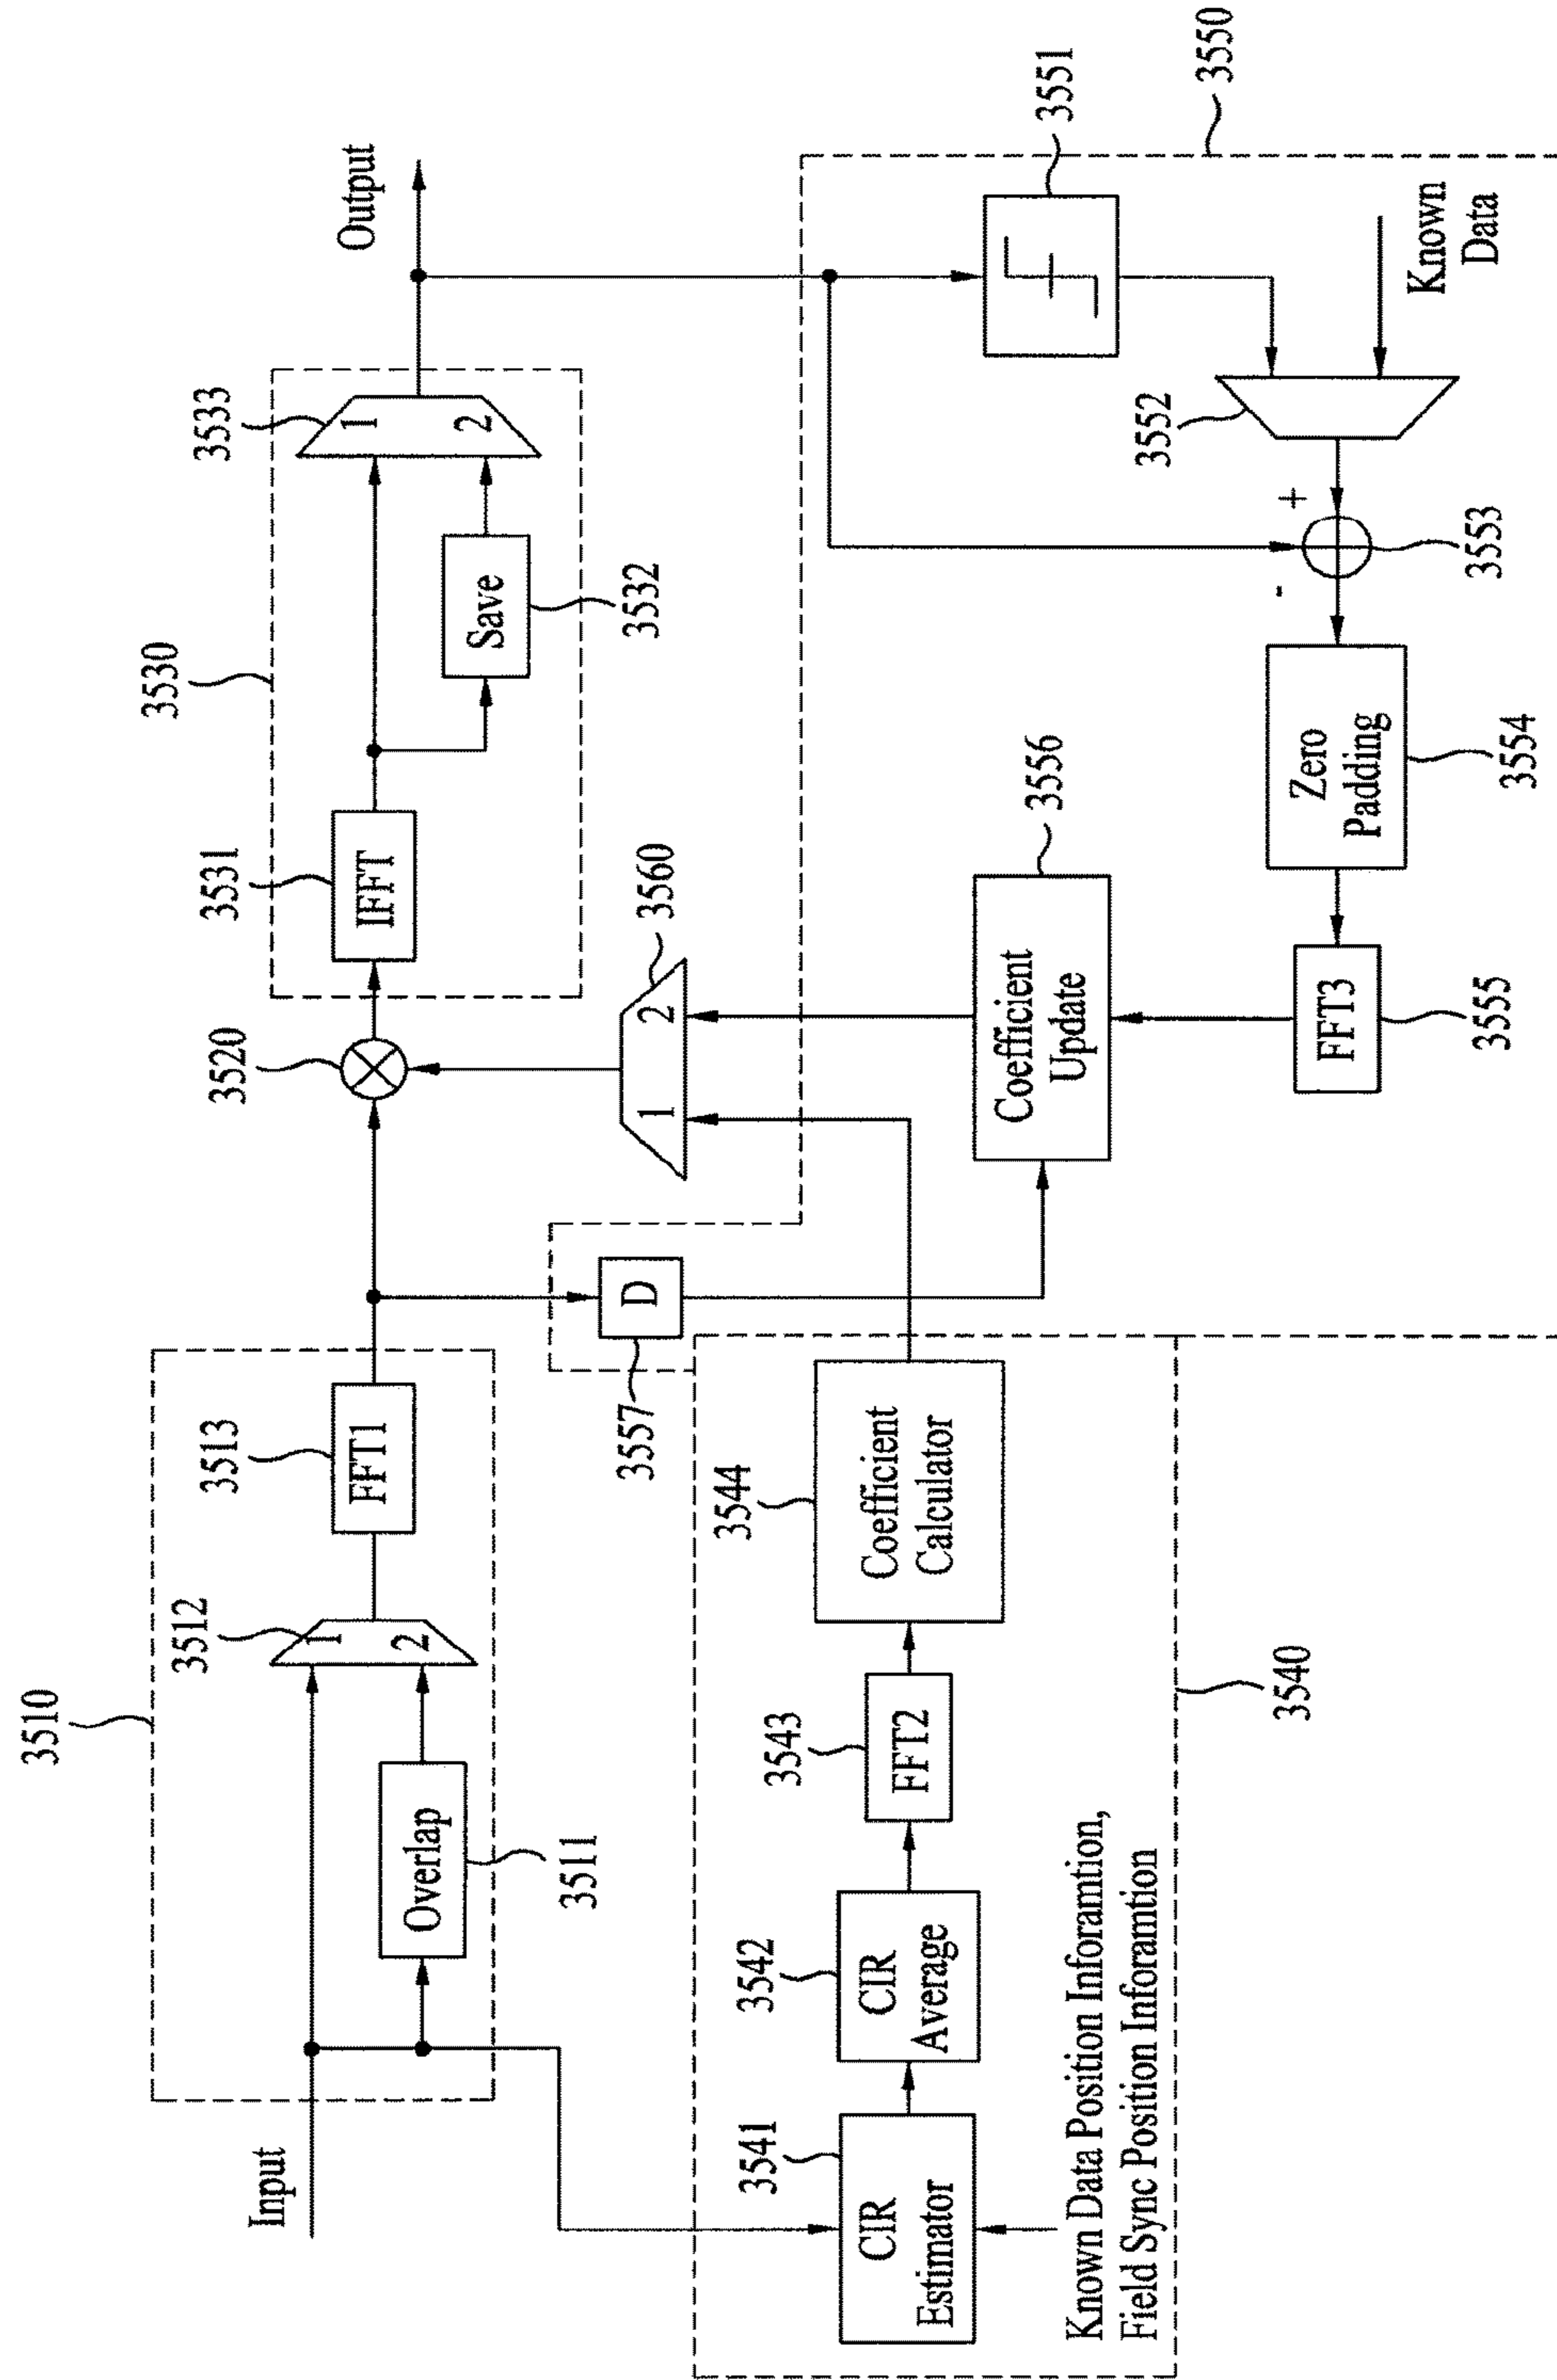 3510
3512
3513
Input
1
2
FFT1
Overlap
3511
3520
3530
3531
3533
IFFT
1
2
Save
3532
Output
3557
D
3560
1
2
3541
3542
3543
3544
CIR
Estimator
CIR
Average
FFT2
Coefficient
Calculator
Known Data Position Inforamtion,
Field Sync Position Inforamtion
3540
3556
Coefficient
Update
3550
3551
3552
Known
Data
+
-
3553
Zero
Padding
3554
FFT3
3555